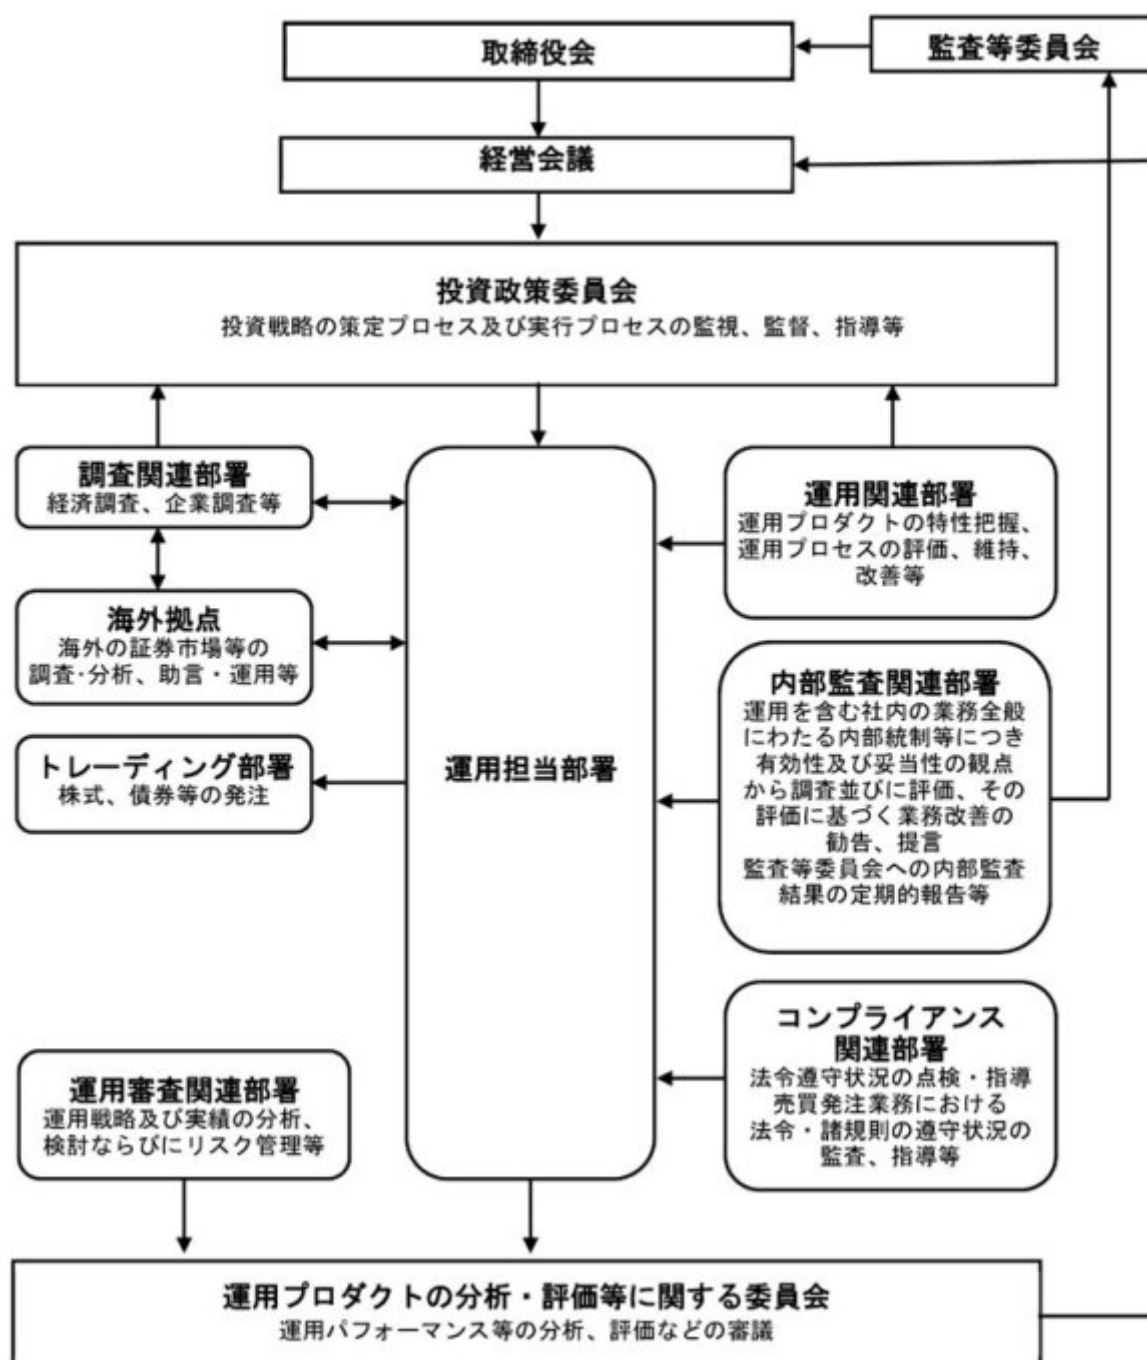 取締役会
監査等委員会
経営会議
投資政策委員会
投資戦略の策定プロセス及び実行プロセスの監視、監督、指導等
調査関連部署
経済調査、企業調査等
海外拠点
海外の証券市場等の
調査・分析、助言・運用等
トレーディング部署
株式、債券等の発注
運用担当部署
運用関連部署
運用プロダクトの特性把握、
運用プロセスの評価、維持、
改善等
内部監査関連部署
運用を含む社内の業務全般
にわたる内部統制等につき
有効性及び妥当性の観点
から調査並びに評価、その
評価に基づく業務改善の
勧告、提言
監査等委員会への内部監査
結果の定期的報告等
コンプライアンス
関連部署
法令遵守状況の点検・指導
売買発注業務における
法令・諸規則の遵守状況の
監査、指導等
運用審査関連部署
運用戦略及び実績の分析、
検討ならびにリスク管理等
運用プロダクトの分析・評価等に関する委員会
運用パフォーマンス等の分析、評価などの審議